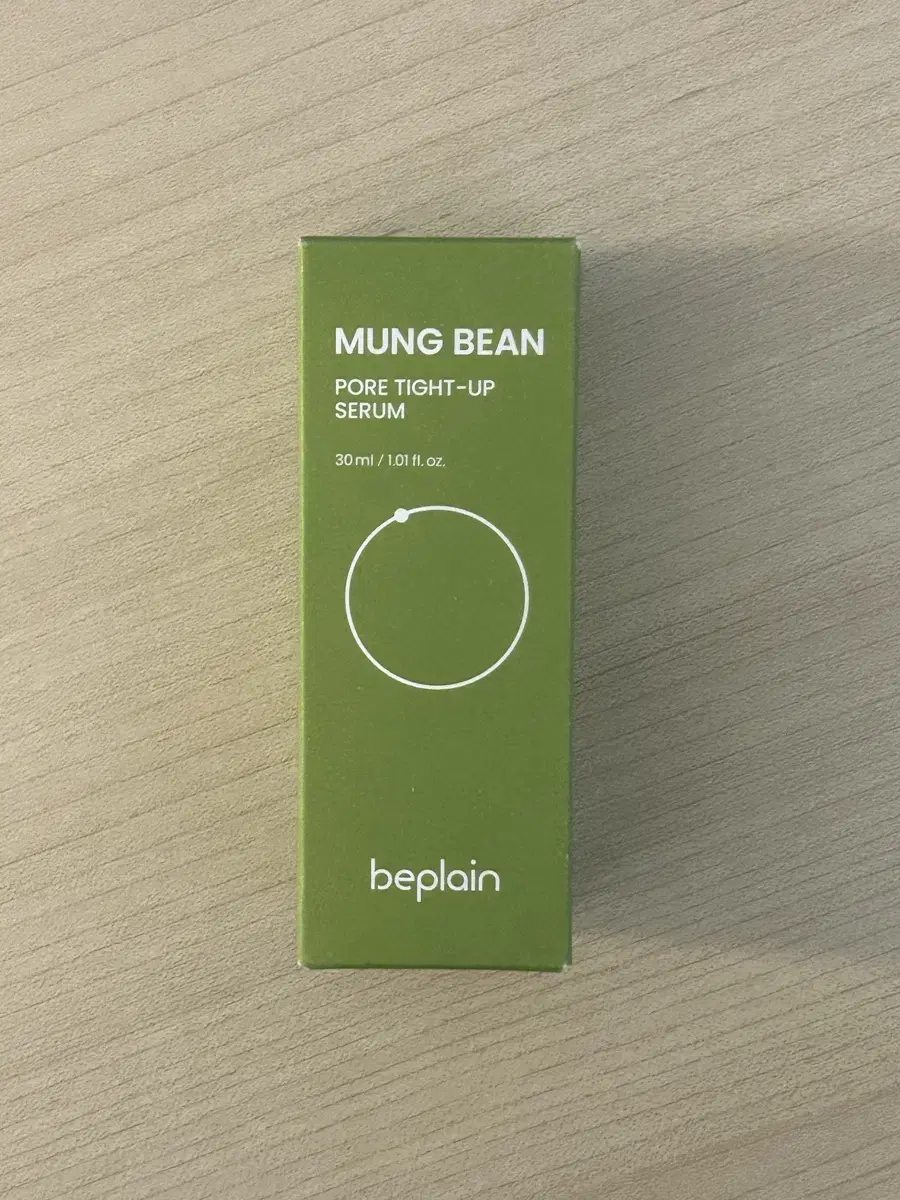 MUNG BEAN
PORE TIGHT-UP
SERUM
30 ml / 1.01 fl. oz.
beplain